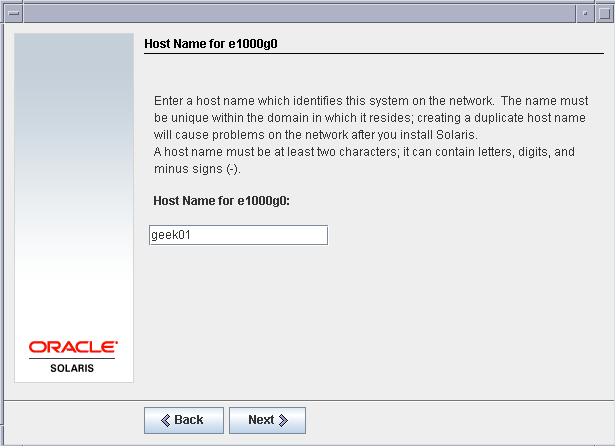 Host Name for e1000g0
Enter a host name which identifies this system on the network. The name must
be unique within the domain in which it resides; creating a duplicate host name
will cause problems on the network after you install Solaris.
A host name must be at least two characters; it can contain letters, digits, and
minus signs (-).
Host Name for e1000g0:
geek01
ORACLE
SOLARIS
Back Next